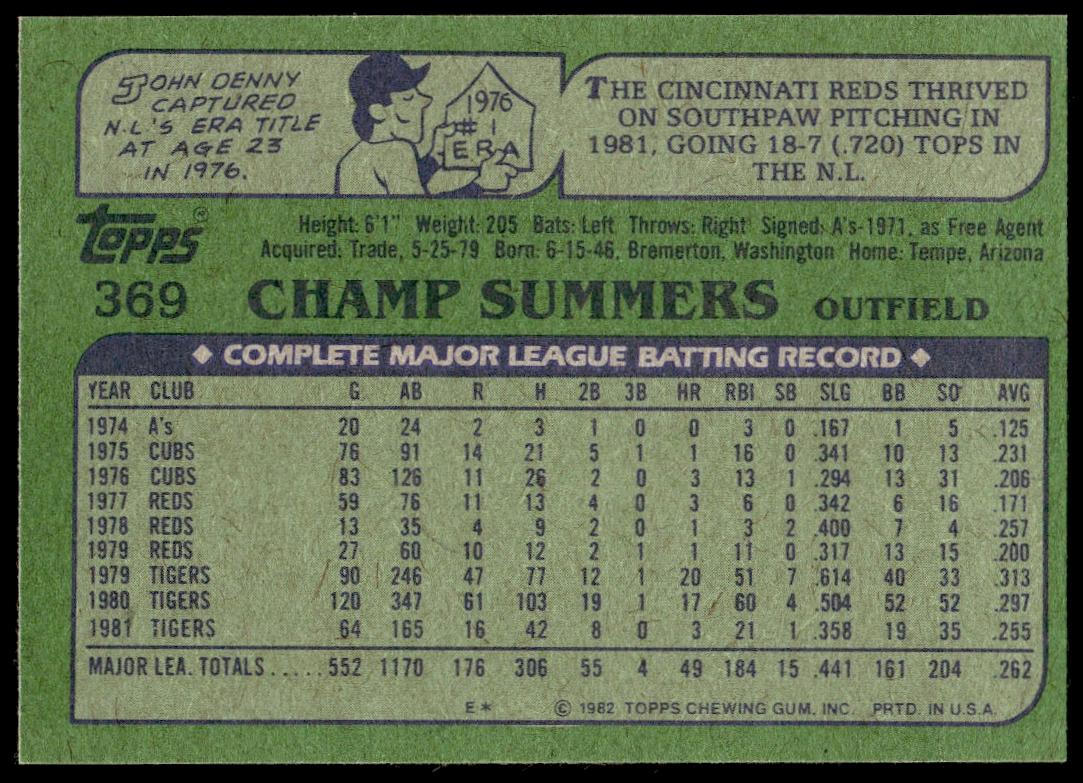 JOHN DENNY
CAPTURED
N.L.'S ERA TITLE
AT AGE 23
IN 1976.
1976
#1
ERA
THE CINCINNATI REDS THRIVED
ON SOUTHPAW PITCHING IN
1981, GOING 18-7 (.720) TOPS IN
THE N.L.
Topps®
Height: 6'1" Weight: 205 Bats: Left Throws: Right Signed: A's-1971, as Free Agent
Acquired: Trade, 5-25-79 Born: 6-15-46, Bremerton, Washington Home: Tempe, Arizona
369 CHAMP SUMMERS OUTFIELD
◆ COMPLETE MAJOR LEAGUE BATTING RECORD ◆
YEAR CLUB G AB R H 2B 3B HR RBI SB SLG BB SO AVG
1974 A's 20 24 2 3 1 0 0 3 0 .167 1 5 .125
1975 CUBS 76 91 14 21 5 1 1 16 0 .341 10 13 .231
1976 CUBS 83 126 11 26 2 0 3 13 1 .294 13 31 .206
1977 REDS 59 76 11 13 4 0 3 6 0 .342 6 16 .171
1978 REDS 13 35 4 9 2 0 1 3 2 .400 7 4 .257
1979 REDS 27 60 10 12 2 1 1 11 0 .317 13 15 .200
1979 TIGERS 90 246 47 77 12 1 20 51 7 .614 40 33 .313
1980 TIGERS 120 347 61 103 19 1 17 60 4 .504 52 52 .297
1981 TIGERS 64 165 16 42 8 0 3 21 1 .358 19 35 .255
MAJOR LEA. TOTALS..... 552 1170 176 306 55 4 49 184 15 .441 161 204 .262
E* © 1982 TOPPS CHEWING GUM, INC. PRTD. IN U.S.A.